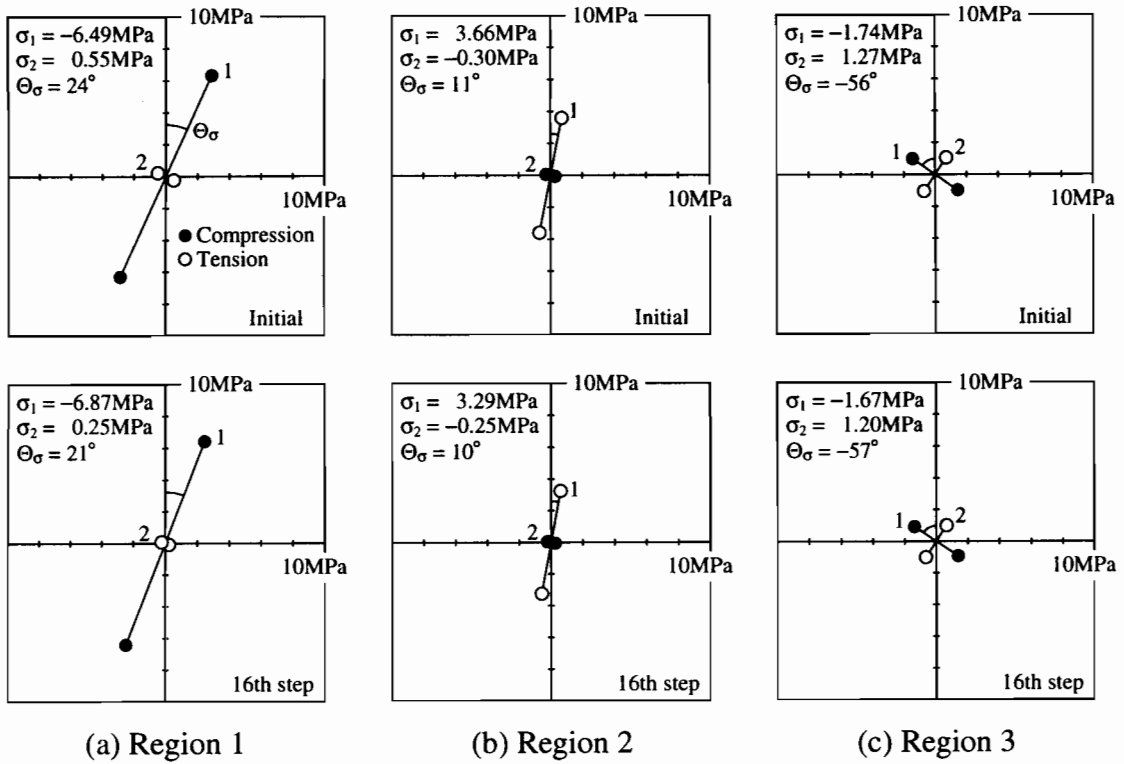 10MPa
σ1 = −6.49MPa
σ2 = 0.55MPa
Θσ = 24°
1
Θσ
2
10MPa
● Compression
○ Tension
Initial
10MPa
σ1 = 3.66MPa
σ2 = −0.30MPa
Θσ = 11°
1
2
10MPa
Initial
10MPa
σ1 = −1.74MPa
σ2 = 1.27MPa
Θσ = −56°
1
2
10MPa
Initial
10MPa
σ1 = −6.87MPa
σ2 = 0.25MPa
Θσ = 21°
1
2
10MPa
16th step
10MPa
σ1 = 3.29MPa
σ2 = −0.25MPa
Θσ = 10°
1
2
10MPa
16th step
10MPa
σ1 = −1.67MPa
σ2 = 1.20MPa
Θσ = −57°
1
2
10MPa
16th step
(a) Region 1
(b) Region 2
(c) Region 3